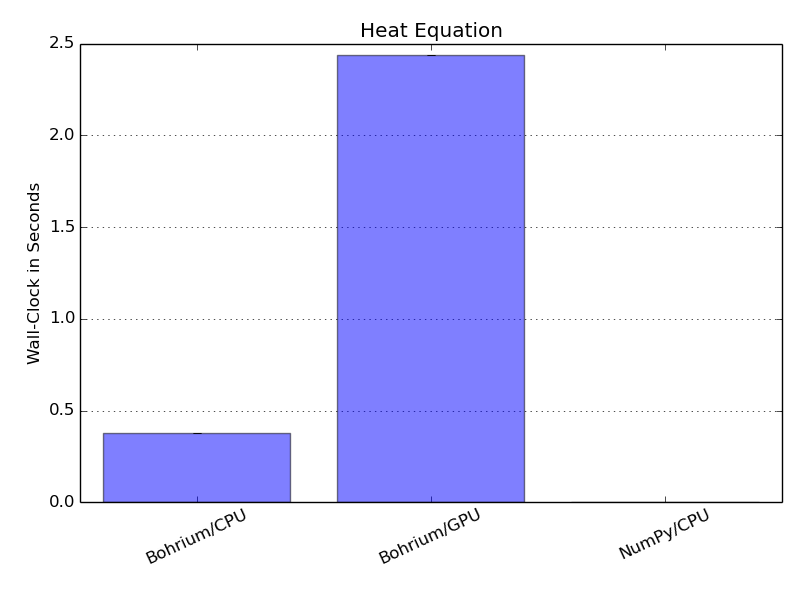 Heat Equation
Wall-Clock in Seconds
2.5
2.0
1.5
1.0
0.5
0.0
Bohrium/CPU
Bohrium/GPU
NumPy/CPU